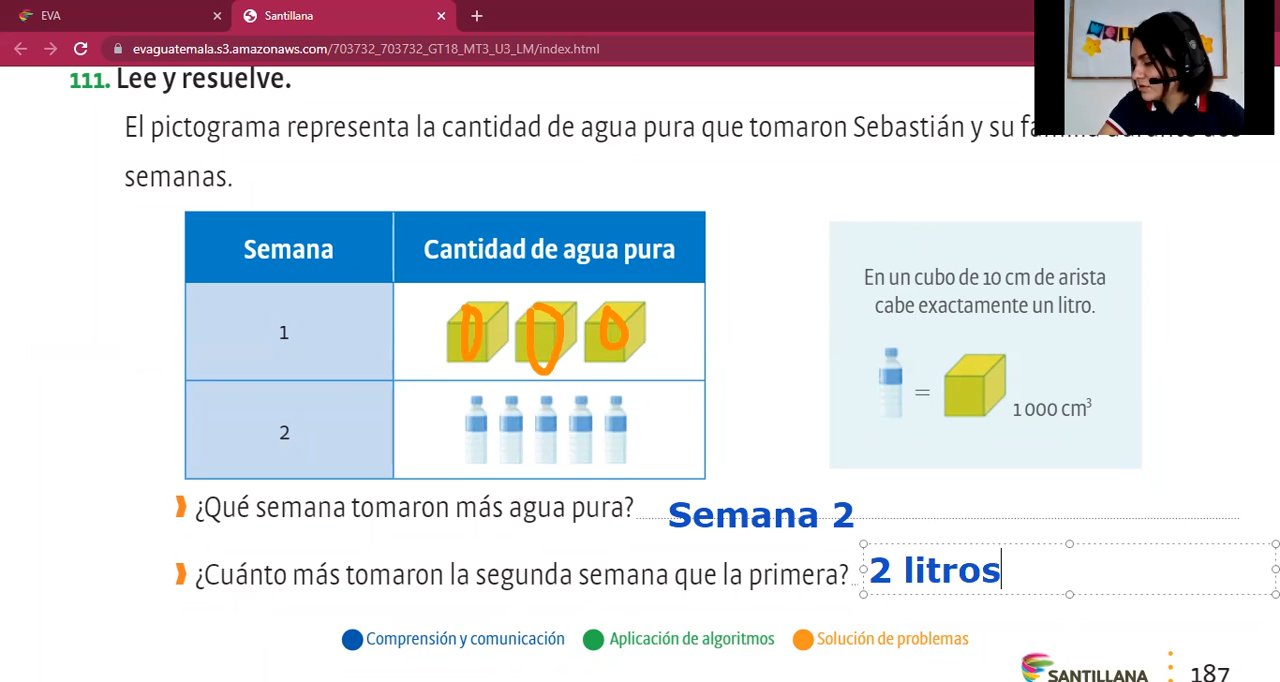 EVA
Santillana
evaguatemala.s3.amazonaws.com/703732_703732_GT18_MT3_U3_LM/index.html
111. Lee y resuelve.
El pictograma representa la cantidad de agua pura que tomaron Sebastián y su
semanas.
Semana
Cantidad de agua pura
1
2
En un cubo de 10 cm de arista
cabe exactamente un litro.
=
1 000 cm³
¿Qué semana tomaron más agua pura? Semana 2
¿Cuánto más tomaron la segunda semana que la primera? 2 litros
Comprensión y comunicación
Aplicación de algoritmos
Solución de problemas
SANTILLANA
187